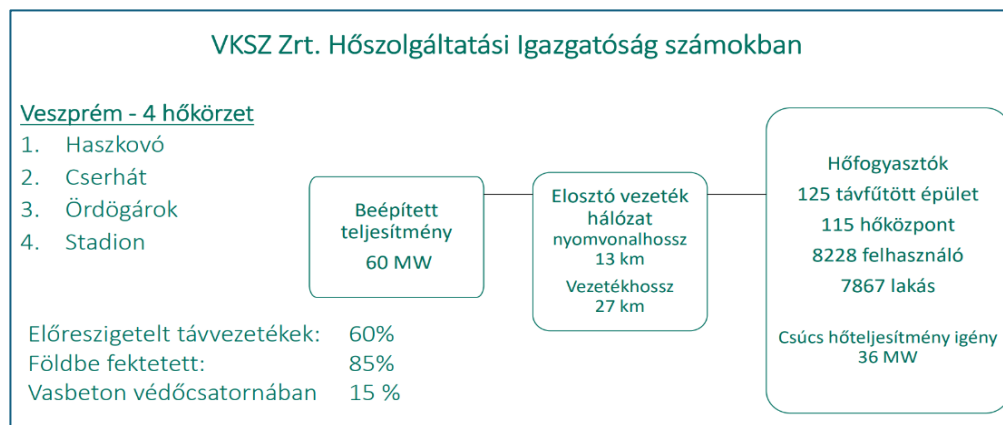 VKSZ Zrt. Hőszolgáltatási Igazgatóság számokban
Veszprém - 4 hőkörzet
1. Haszkovó
2. Cserhát
3. Ördögárok
4. Stadion
Beépített
teljesítmény
60 MW
Elosztó vezeték
hálózat
nyomvonalhossz
13 km
Vezetékhossz
27 km
Hőfogyasztók
125 távfűtött épület
115 hőközpont
8228 felhasználó
7867 lakás
Csúcs hőteljesítmény igény
36 MW
Előreszigetelt távvezetékek: 60%
Földbe fektetett: 85%
Vasbeton védőcsatornában 15 %